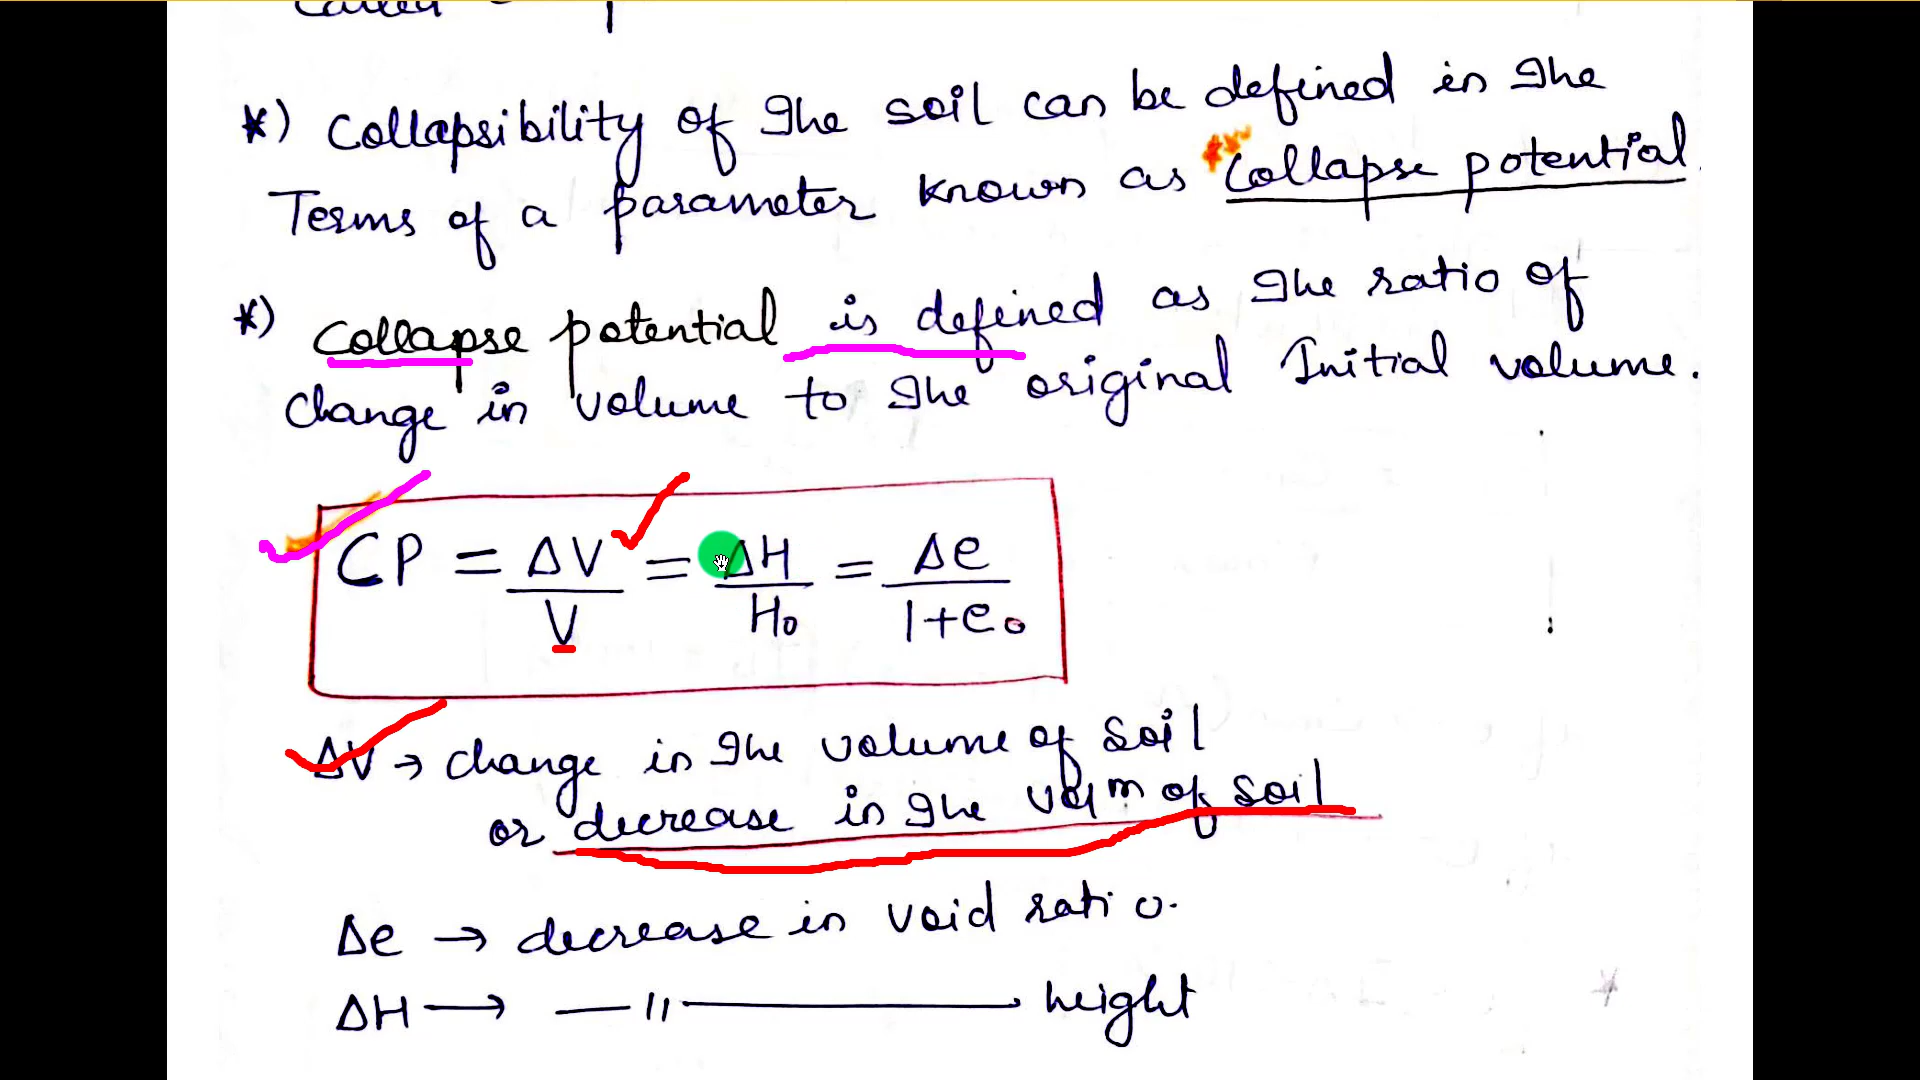 *) Collapsibility of the soil can be defined in the
Terms of a parameter known as Collapse potential.
*) Collapse potential is defined as the ratio of
change in volume to the original Initial volume.
CP = ΔV/V = ΔH/H₀ = Δe/1+e₀
ΔV → change in the volume of soil
or decrease in the volm of soil
Δe → decrease in void ratio.
ΔH → —〃— height